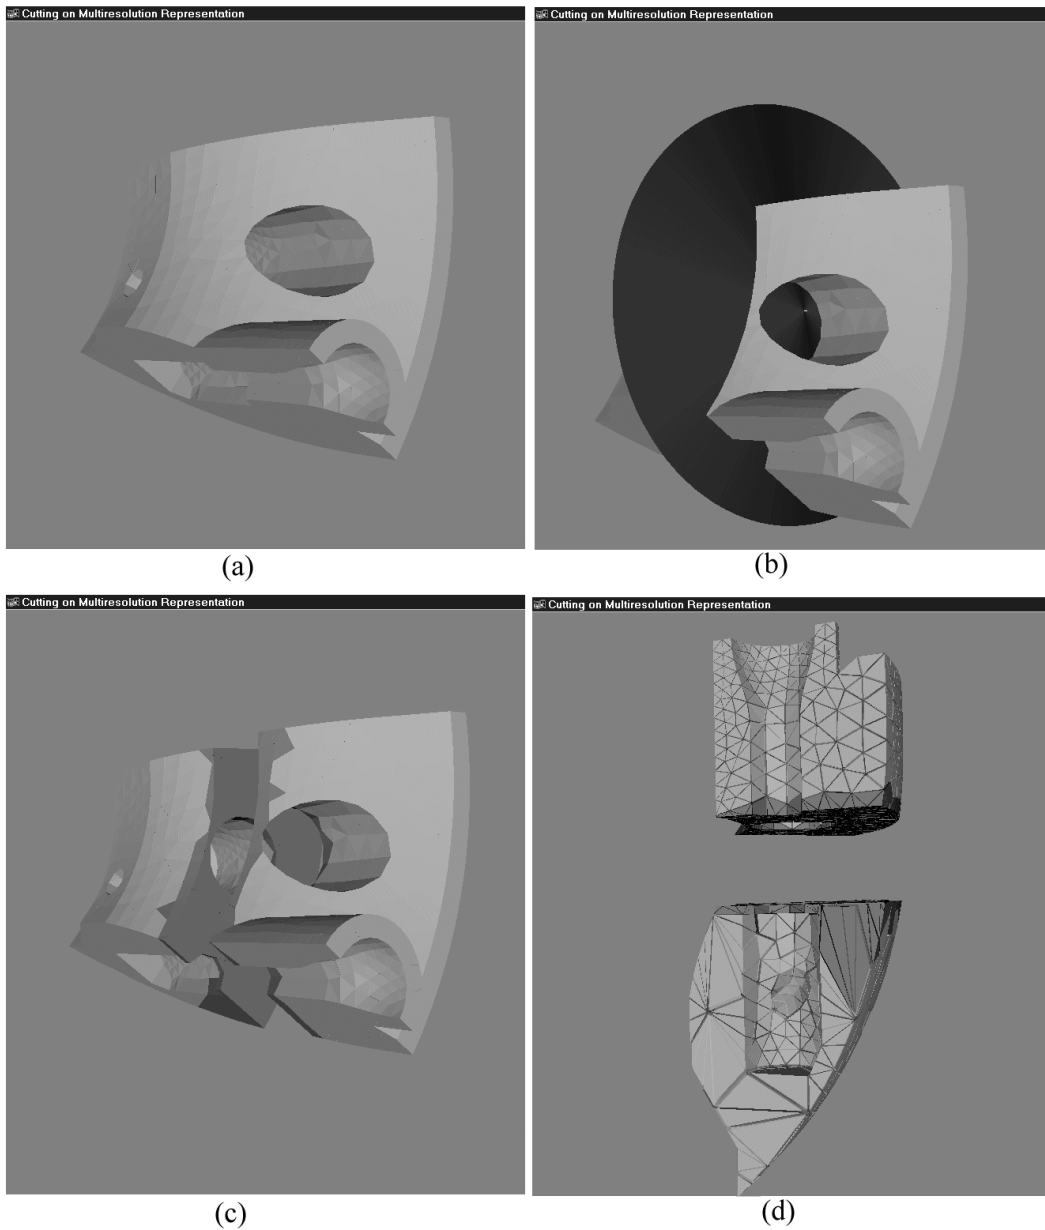 Cutting on Multiresolution Representation
Cutting on Multiresolution Representation
(a)
(b)
Cutting on Multiresolution Representation
Cutting on Multiresolution Representation
(c)
(d)